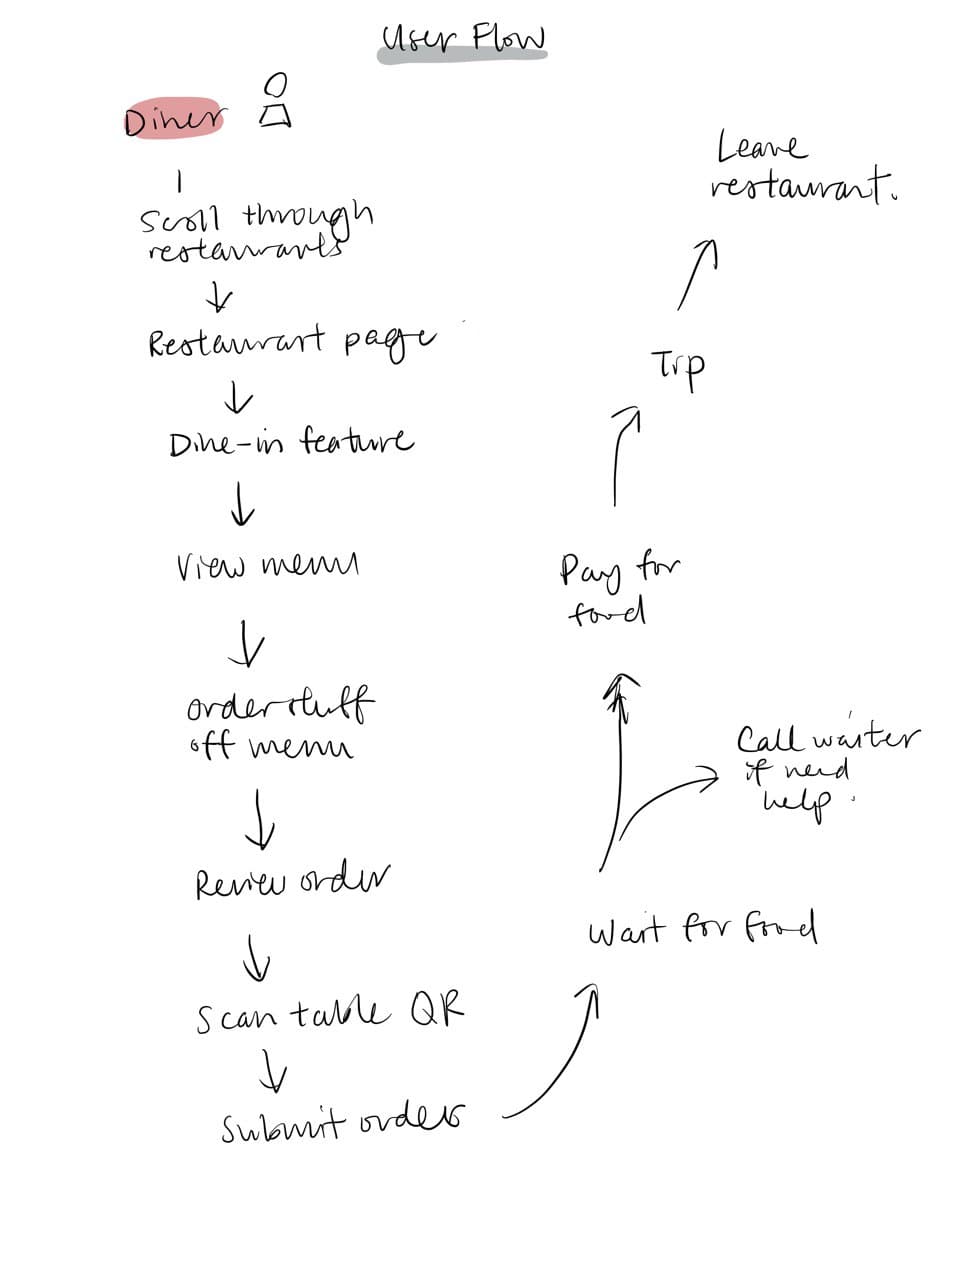 User Flow
Diner
Scroll through
restaurants
Restaurant page
Dine-in feature
View menu
order stuff
off menu
Review order
Scan table QR
Submit orders
Wait for food
Call waiter
if need
help.
Pay for
food
Tip
Leave
restaurant.